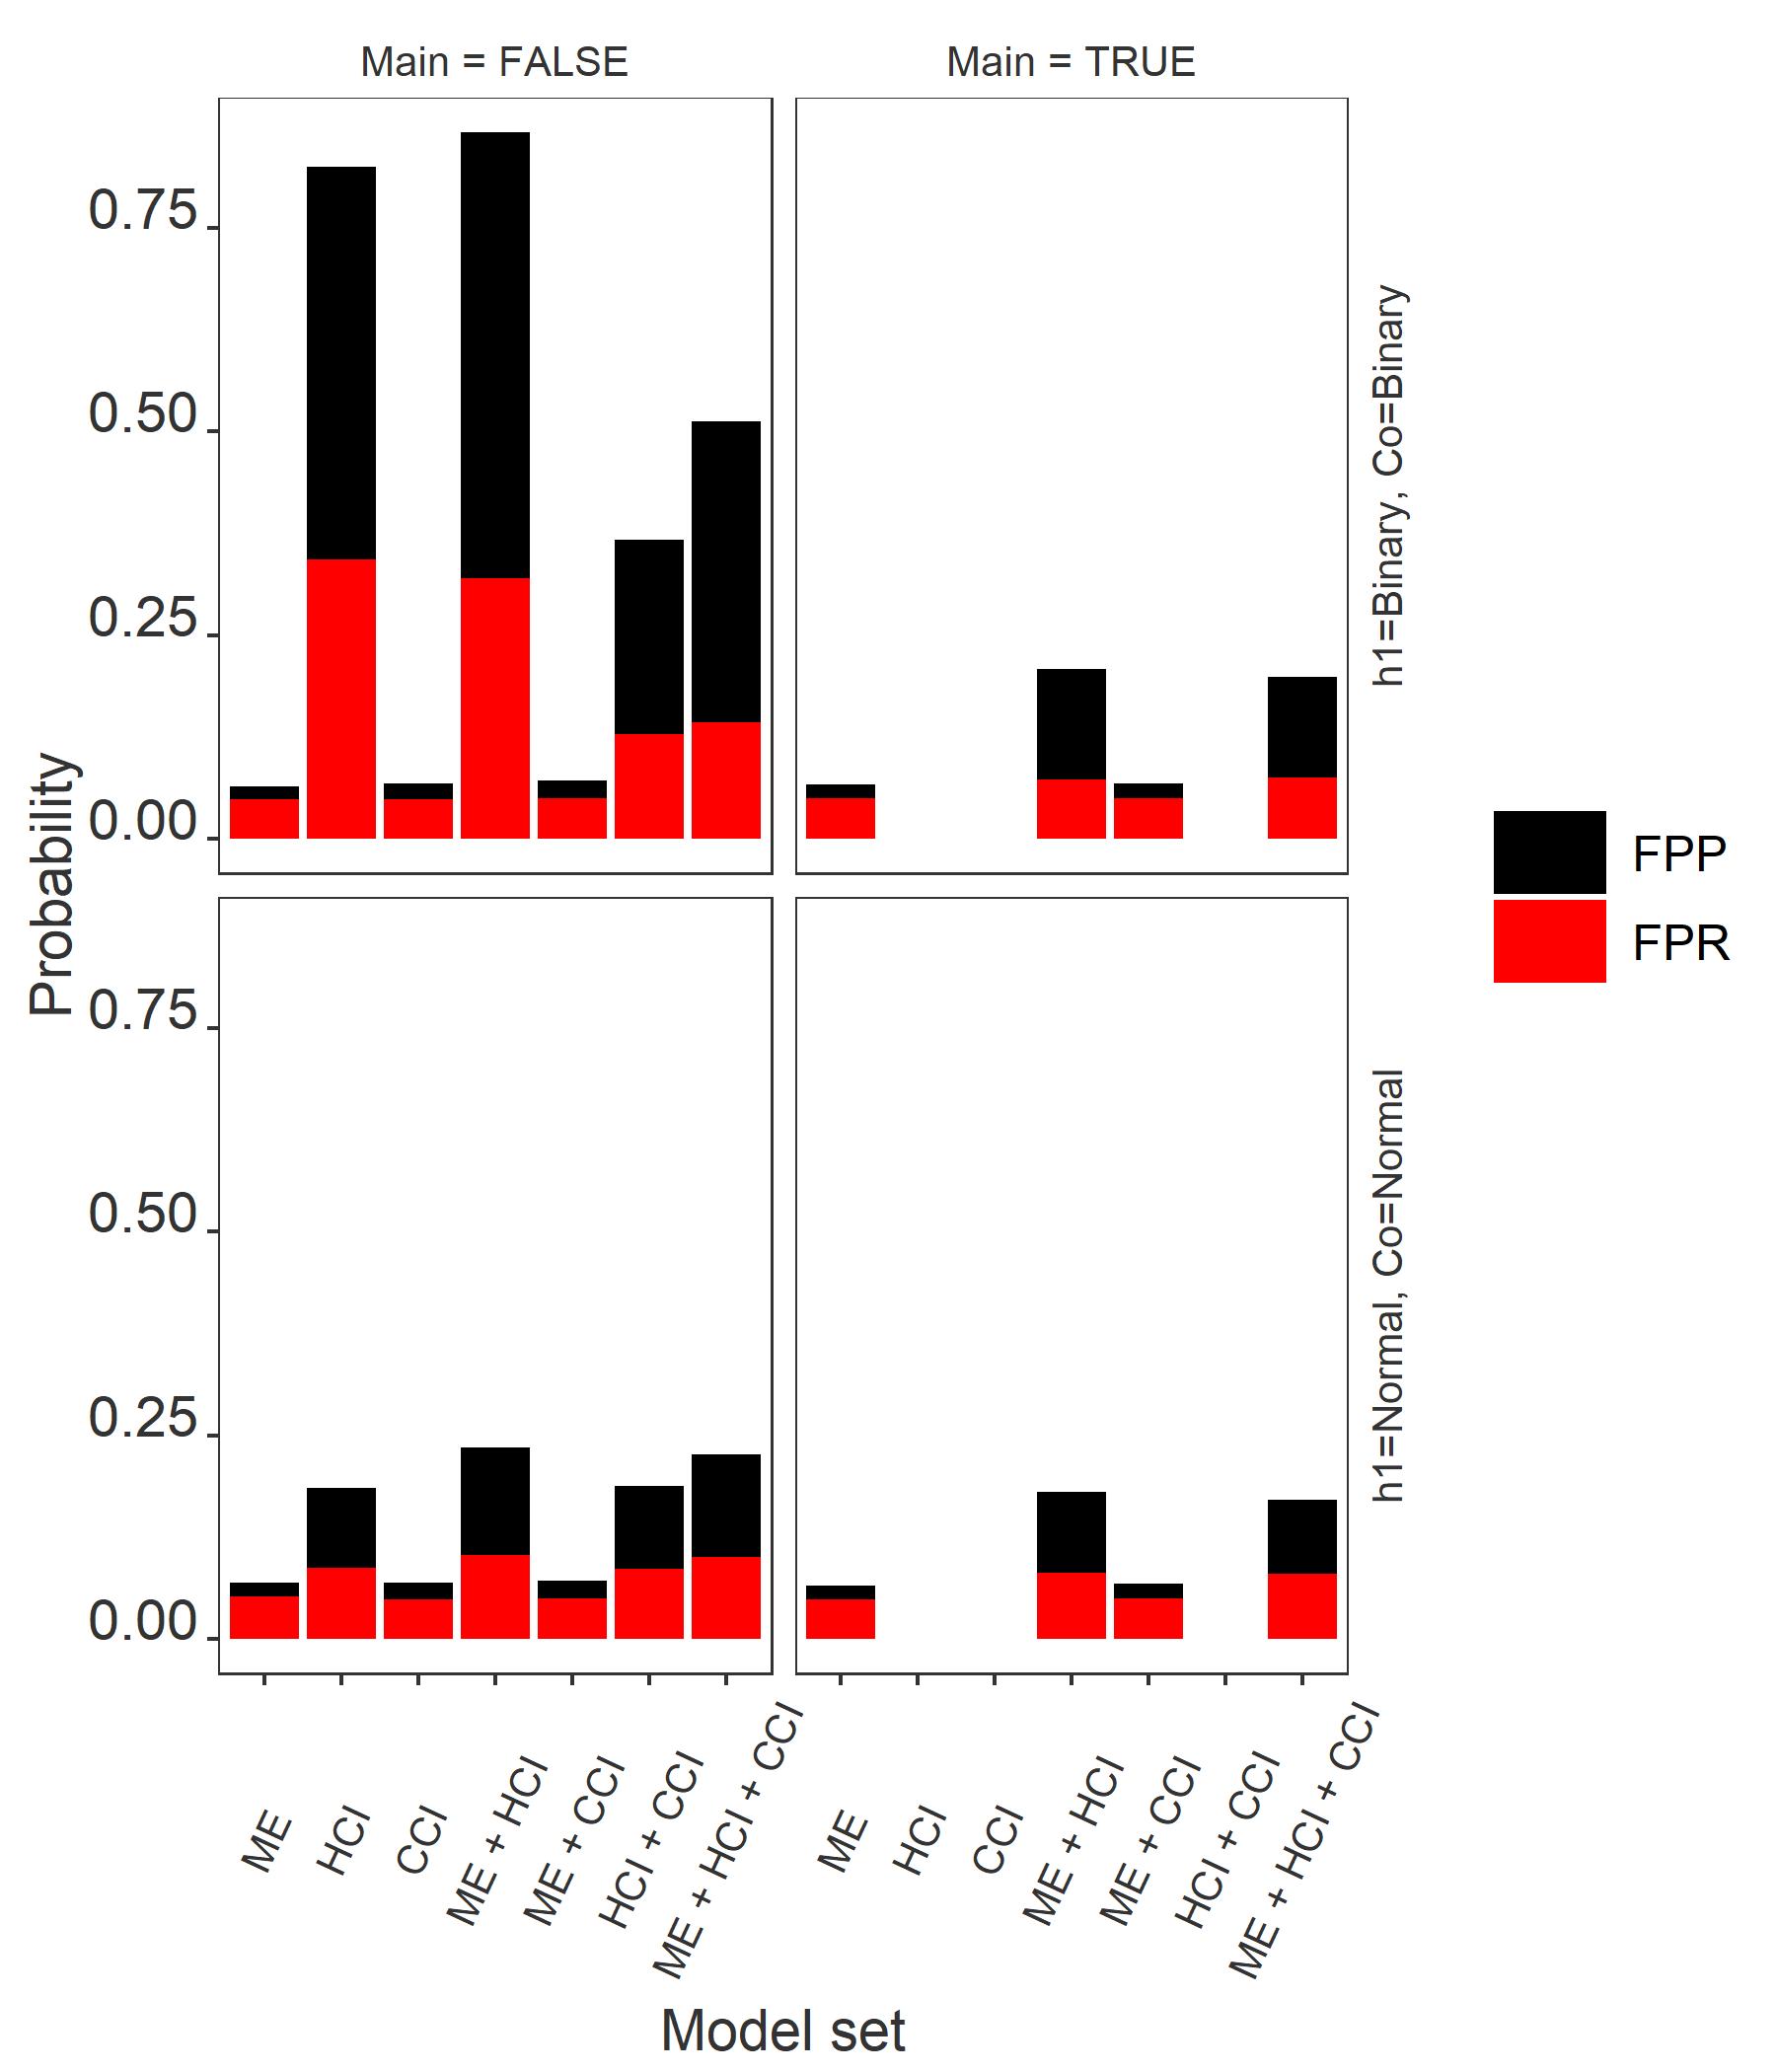 Main = FALSE
Main = TRUE
Probability
0.75
0.50
0.25
0.00
h1=Binary, Co=Binary
0.75
0.50
0.25
0.00
h1=Normal, Co=Normal
FPP
FPR
ME
HCI
CCI
ME + HCI
ME + CCI
HCI + CCI
ME + HCI + CCI
ME
HCI
CCI
ME + HCI
ME + CCI
HCI + CCI
ME + HCI + CCI
Model set